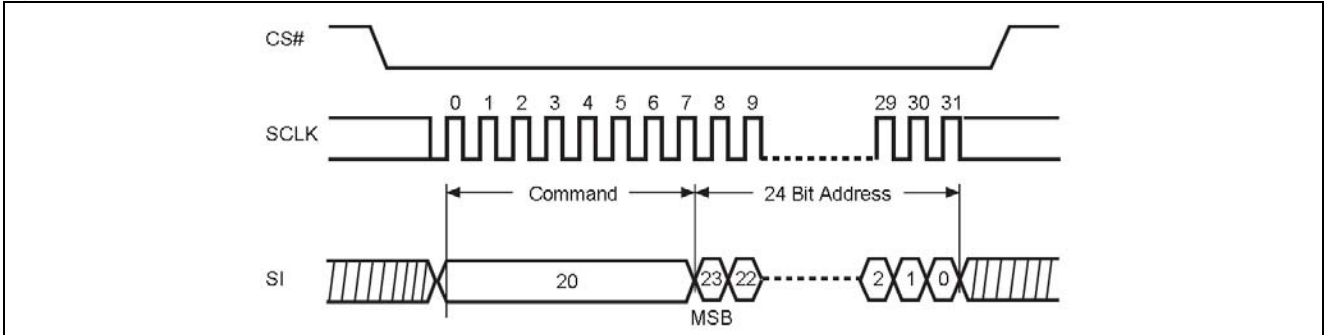 CS#
0 1 2 3 4 5 6 7 8 9 29 30 31
SCLK
Command 24 Bit Address
SI 20 23 22 2 1 0
MSB